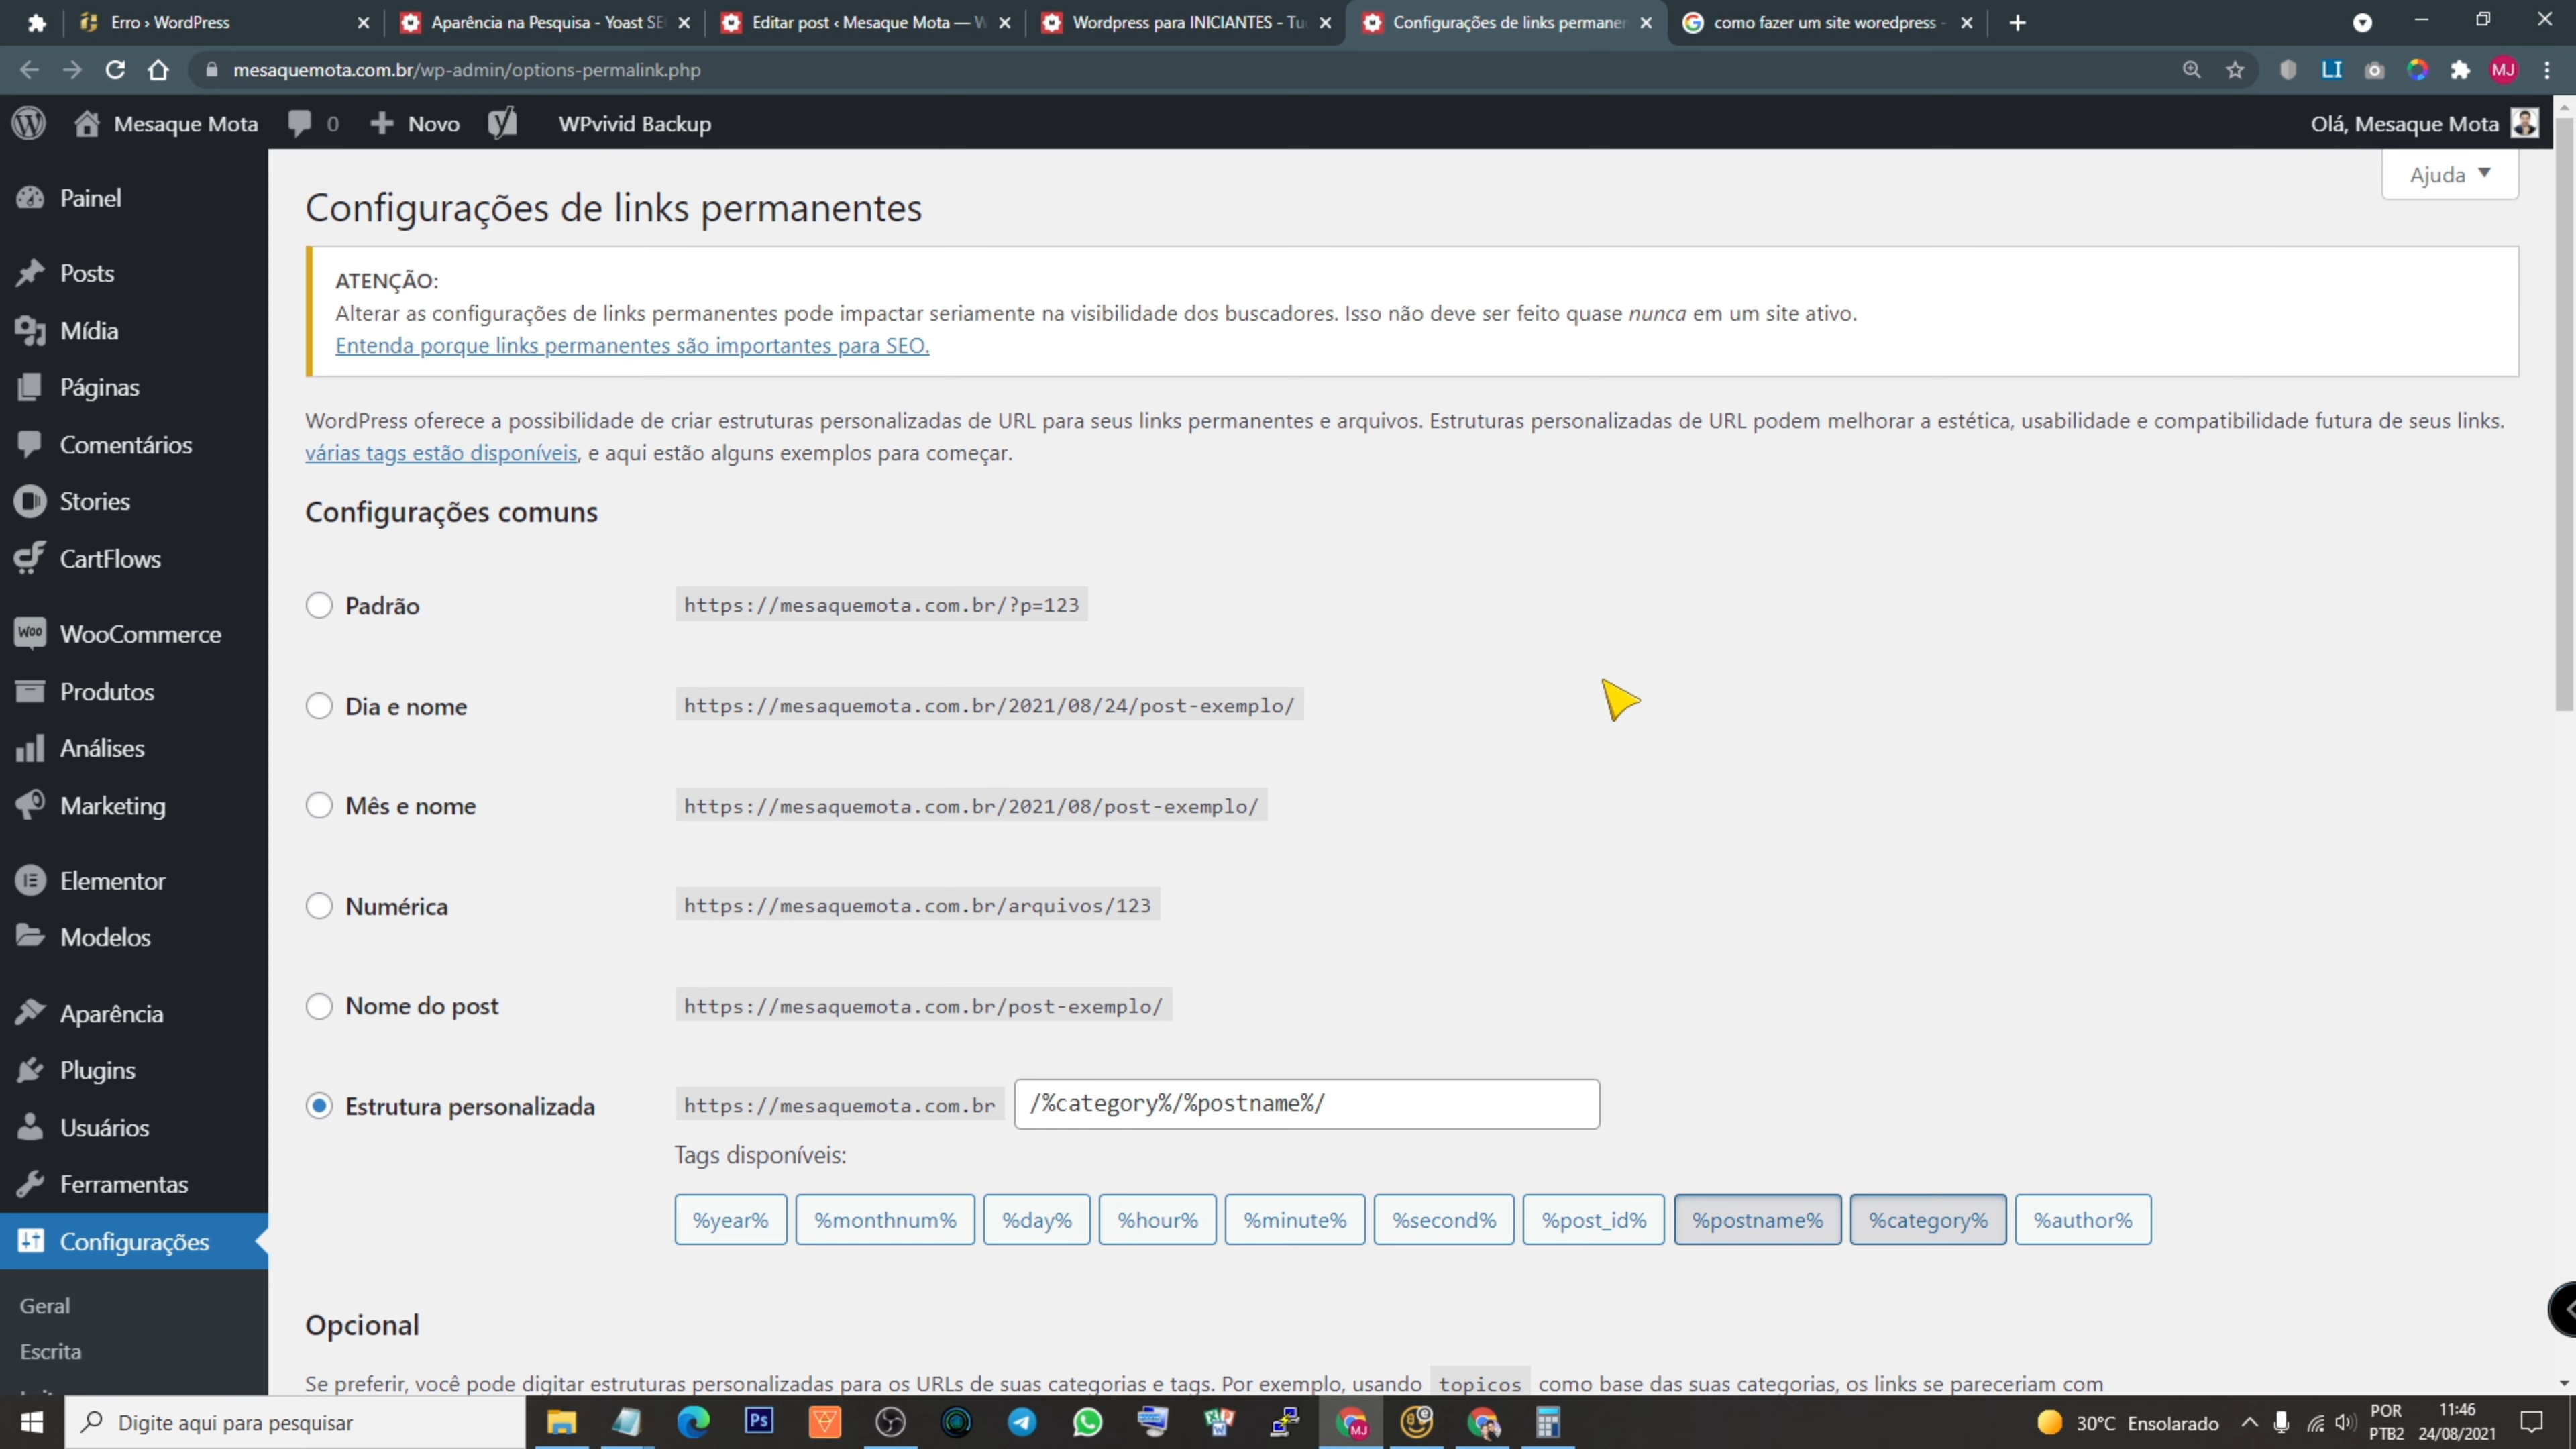 Erro › WordPress
Aparência na Pesquisa - Yoast SE
Editar post ‹ Mesaque Mota — W
Wordpress para INICIANTES - Tu
Configurações de links permanen
como fazer um site woredpress -
mesaquemota.com.br/wp-admin/options-permalink.php
LI
MJ
Mesaque Mota
0
Novo
WPvivid Backup
Olá, Mesaque Mota
Ajuda
Painel
Posts
Mídia
Páginas
Comentários
Stories
CartFlows
Woo
WooCommerce
Produtos
Análises
Marketing
Elementor
Modelos
Aparência
Plugins
Usuários
Ferramentas
Configurações
Geral
Escrita
Configurações de links permanentes
ATENÇÃO:
Alterar as configurações de links permanentes pode impactar seriamente na visibilidade dos buscadores. Isso não deve ser feito quase nunca em um site ativo.
Entenda porque links permanentes são importantes para SEO.
WordPress oferece a possibilidade de criar estruturas personalizadas de URL para seus links permanentes e arquivos. Estruturas personalizadas de URL podem melhorar a estética, usabilidade e compatibilidade futura de seus links.
várias tags estão disponíveis, e aqui estão alguns exemplos para começar.
Configurações comuns
Padrão https://mesaquemota.com.br/?p=123
Dia e nome https://mesaquemota.com.br/2021/08/24/post-exemplo/
Mês e nome https://mesaquemota.com.br/2021/08/post-exemplo/
Numérica https://mesaquemota.com.br/arquivos/123
Nome do post https://mesaquemota.com.br/post-exemplo/
Estrutura personalizada https://mesaquemota.com.br /%category%/%postname%/
Tags disponíveis:
%year% %monthnum% %day% %hour% %minute% %second% %post_id% %postname% %category% %author%
Opcional
Se preferir, você pode digitar estruturas personalizadas para os URLs de suas categorias e tags. Por exemplo, usando topicos como base das suas categorias, os links se pareceriam com
Digite aqui para pesquisar
Ps
MJ
30°C Ensolarado
POR
PTB2
11:46
24/08/2021